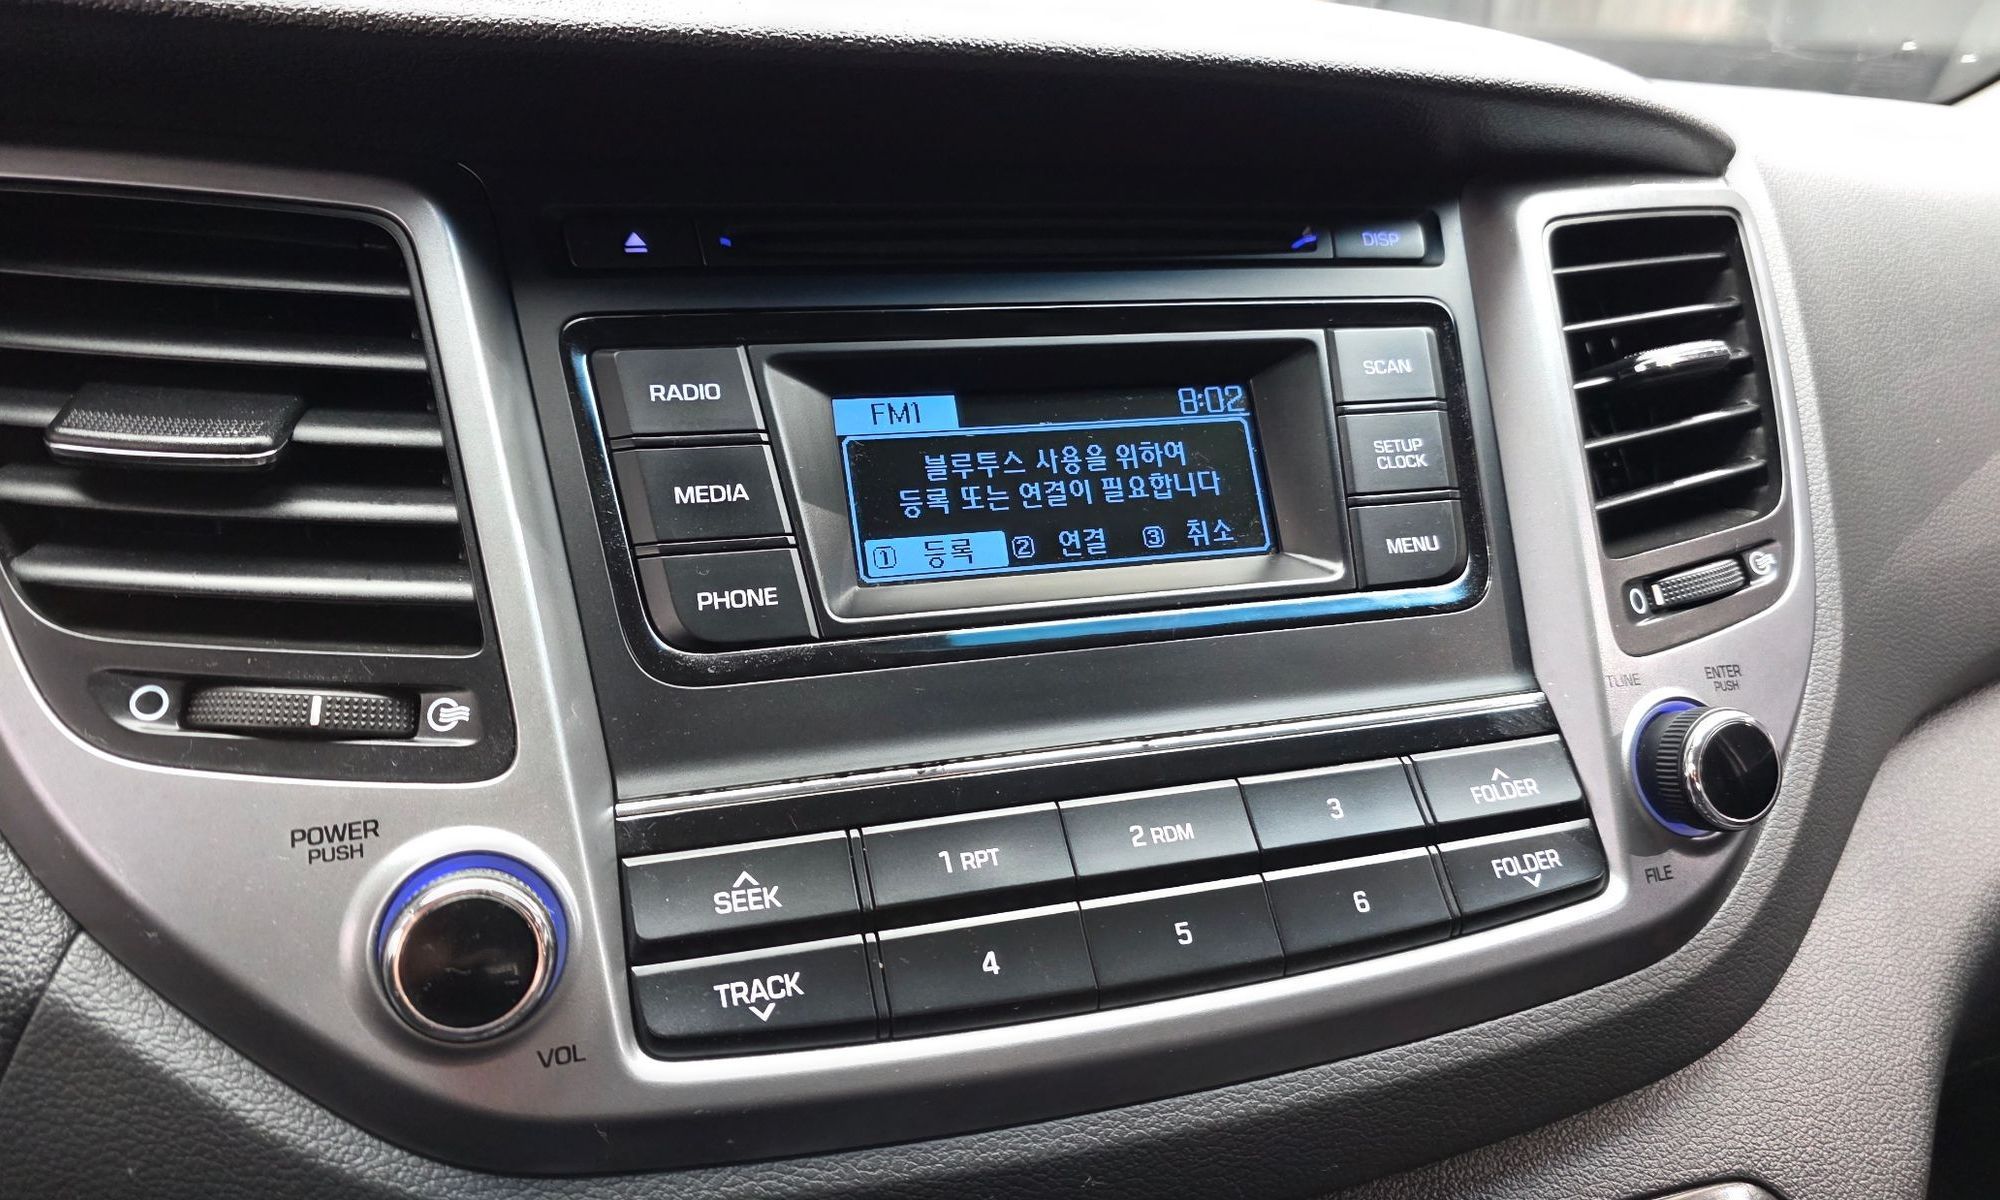 DISP
RADIO
MEDIA
PHONE
FM1 8:02
블루투스 사용을 위하여
등록 또는 연결이 필요합니다
1 등록 2 연결 3 취소
SCAN
SETUP
CLOCK
MENU
TUNE
ENTER
PUSH
FILE
POWER
PUSH
VOL
SEEK
1 RPT
2 RDM
3
FOLDER
TRACK
4
5
6
FOLDER